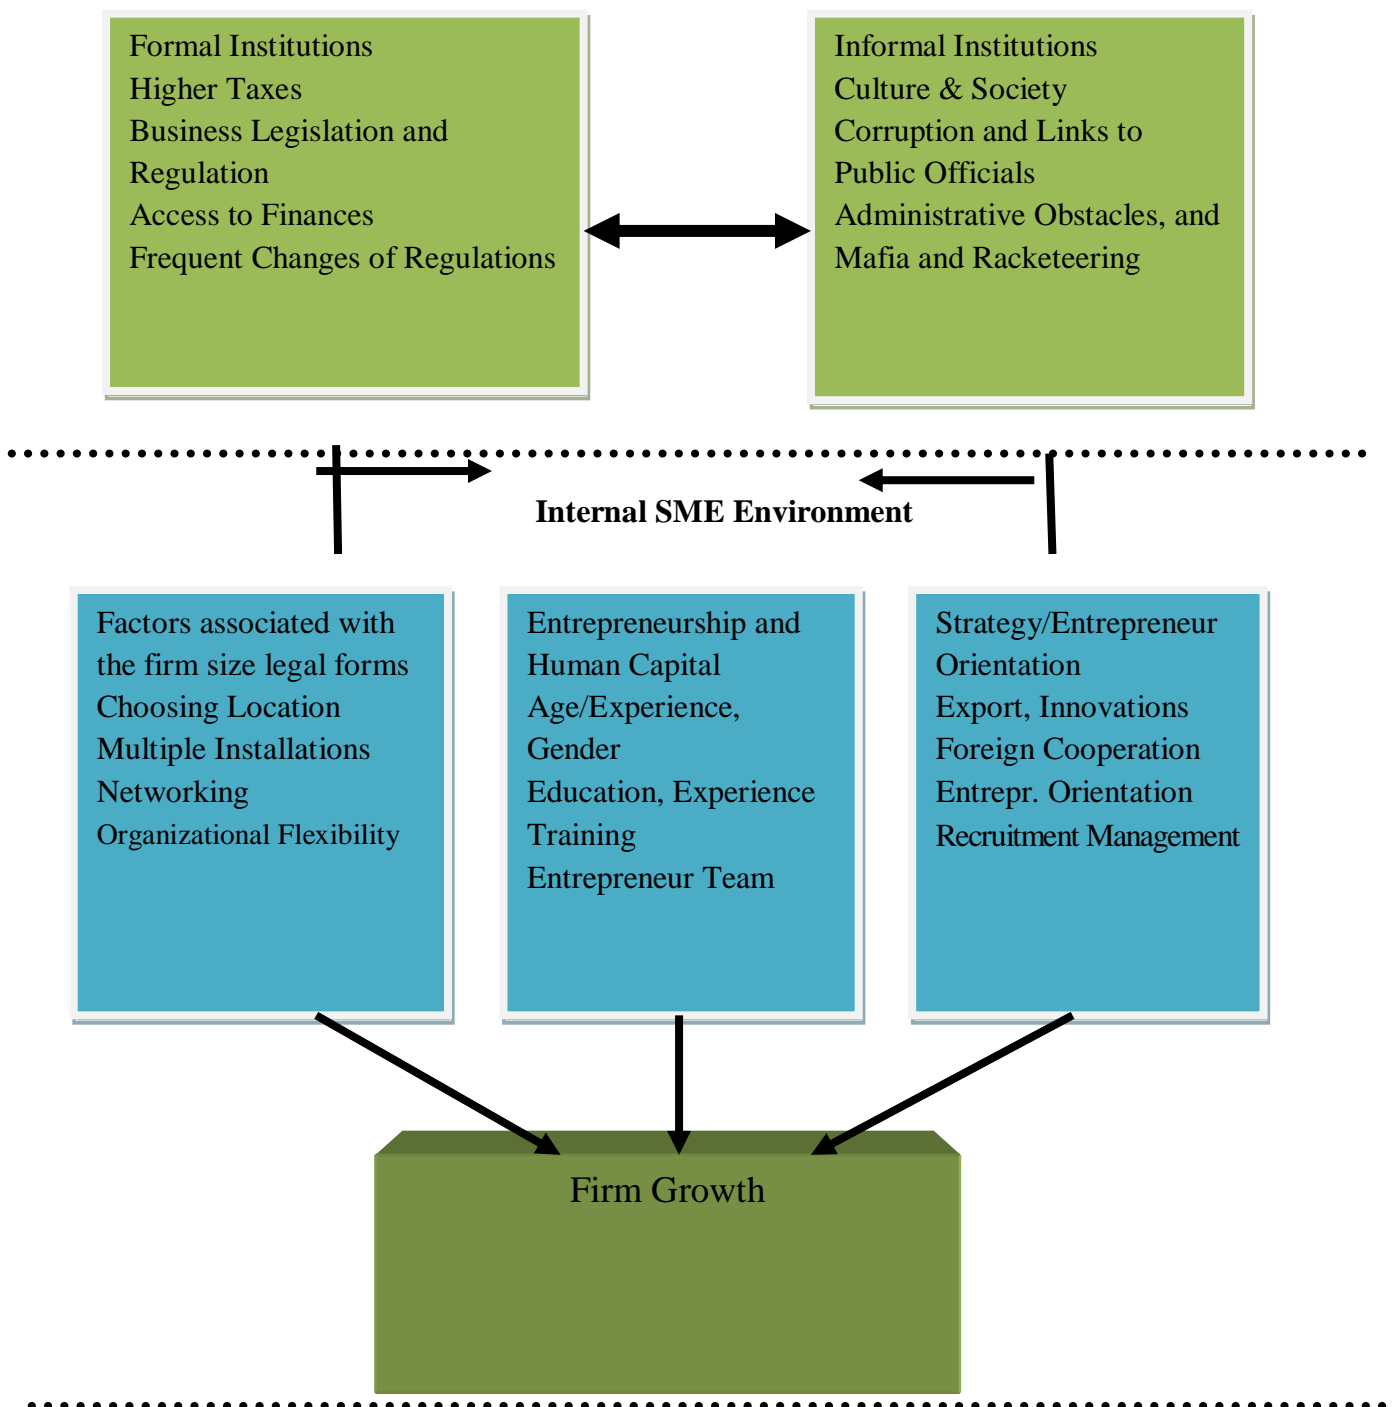 Formal Institutions
Higher Taxes
Business Legislation and
Regulation
Access to Finances
Frequent Changes of Regulations
Informal Institutions
Culture & Society
Corruption and Links to
Public Officials
Administrative Obstacles, and
Mafia and Racketeering
Internal SME Environment
Factors associated with
the firm size legal forms
Choosing Location
Multiple Installations
Networking
Organizational Flexibility
Entrepreneurship and
Human Capital
Age/Experience,
Gender
Education, Experience
Training
Entrepreneur Team
Strategy/Entrepreneur
Orientation
Export, Innovations
Foreign Cooperation
Entrepr. Orientation
Recruitment Management
Firm Growth